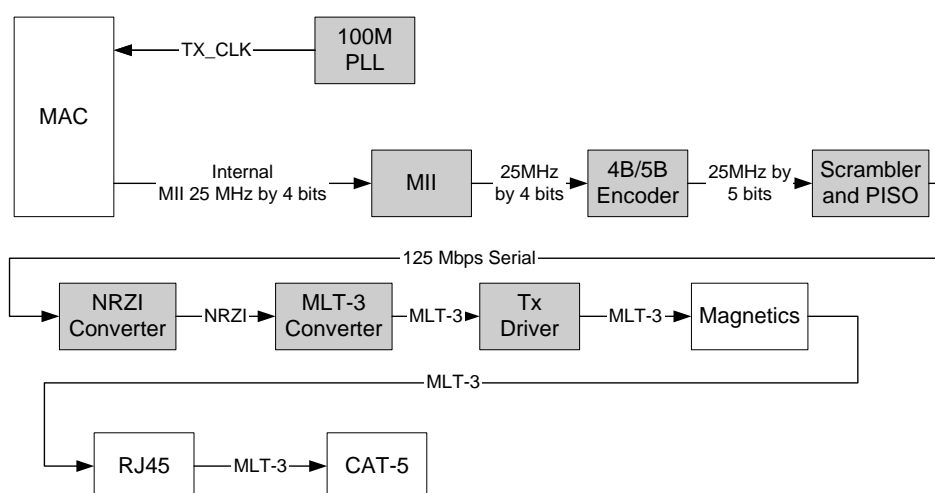 100M
PLL
TX_CLK
MAC
Internal
MII 25 MHz by 4 bits
MII
25MHz
by 4 bits
4B/5B
Encoder
25MHz by
5 bits
Scrambler
and PISO
125 Mbps Serial
NRZI
Converter
NRZI
MLT-3
Converter
MLT-3
Tx
Driver
MLT-3
Magnetics
MLT-3
RJ45
MLT-3
CAT-5